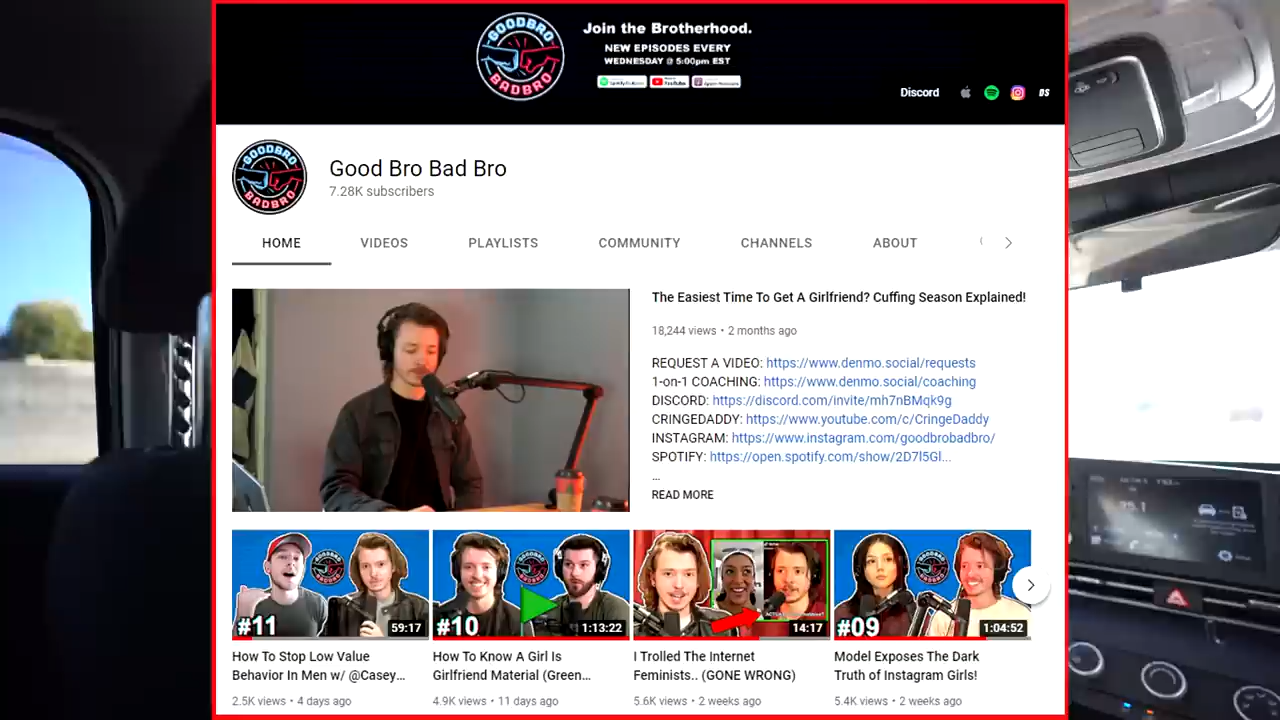 GOODBRO
BADBRO
Join the Brotherhood.
NEW EPISODES EVERY
WEDNESDAY @ 5:00pm EST
YouTube
Discord
GOODBRO
BADBRO
Good Bro Bad Bro
7.28K subscribers
HOME
VIDEOS
PLAYLISTS
COMMUNITY
CHANNELS
ABOUT
The Easiest Time To Get A Girlfriend? Cuffing Season Explained!
18,244 views • 2 months ago
REQUEST A VIDEO: https://www.denmo.social/requests
1-on-1 COACHING: https://www.denmo.social/coaching
DISCORD: https://discord.com/invite/mh7nBMqk9g
CRINGEDADDY: https://www.youtube.com/c/CringeDaddy
INSTAGRAM: https://www.instagram.com/goodbrobadbro/
SPOTIFY: https://open.spotify.com/show/2D7l5Gl...
...
READ MORE
#11
59:17
#10
1:13:22
14:17
#09
1:04:52
How To Stop Low Value
Behavior In Men w/ @Casey...
2.5K views • 4 days ago
How To Know A Girl Is
Girlfriend Material (Green...
4.9K views • 11 days ago
I Trolled The Internet
Feminists.. (GONE WRONG)
5.6K views • 2 weeks ago
Model Exposes The Dark
Truth of Instagram Girls!
5.4K views • 2 weeks ago